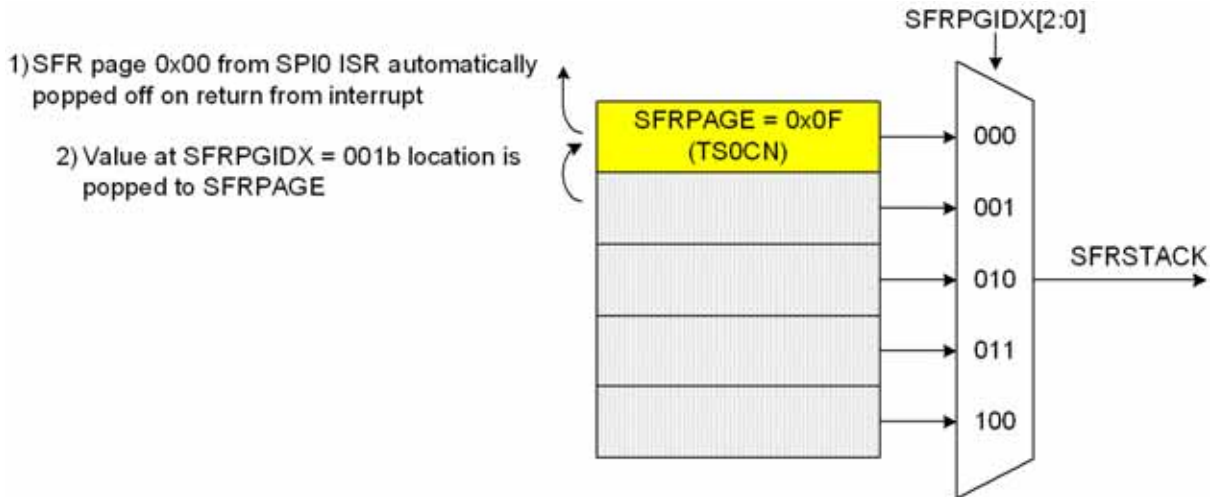 SFRPGIDX[2:0]
1) SFR page 0x00 from SPI0 ISR automatically
popped off on return from interrupt
2) Value at SFRPGIDX = 001b location is
popped to SFRPAGE
SFRPAGE = 0x0F
(TS0CN)
000
001
010
011
100
SFRSTACK